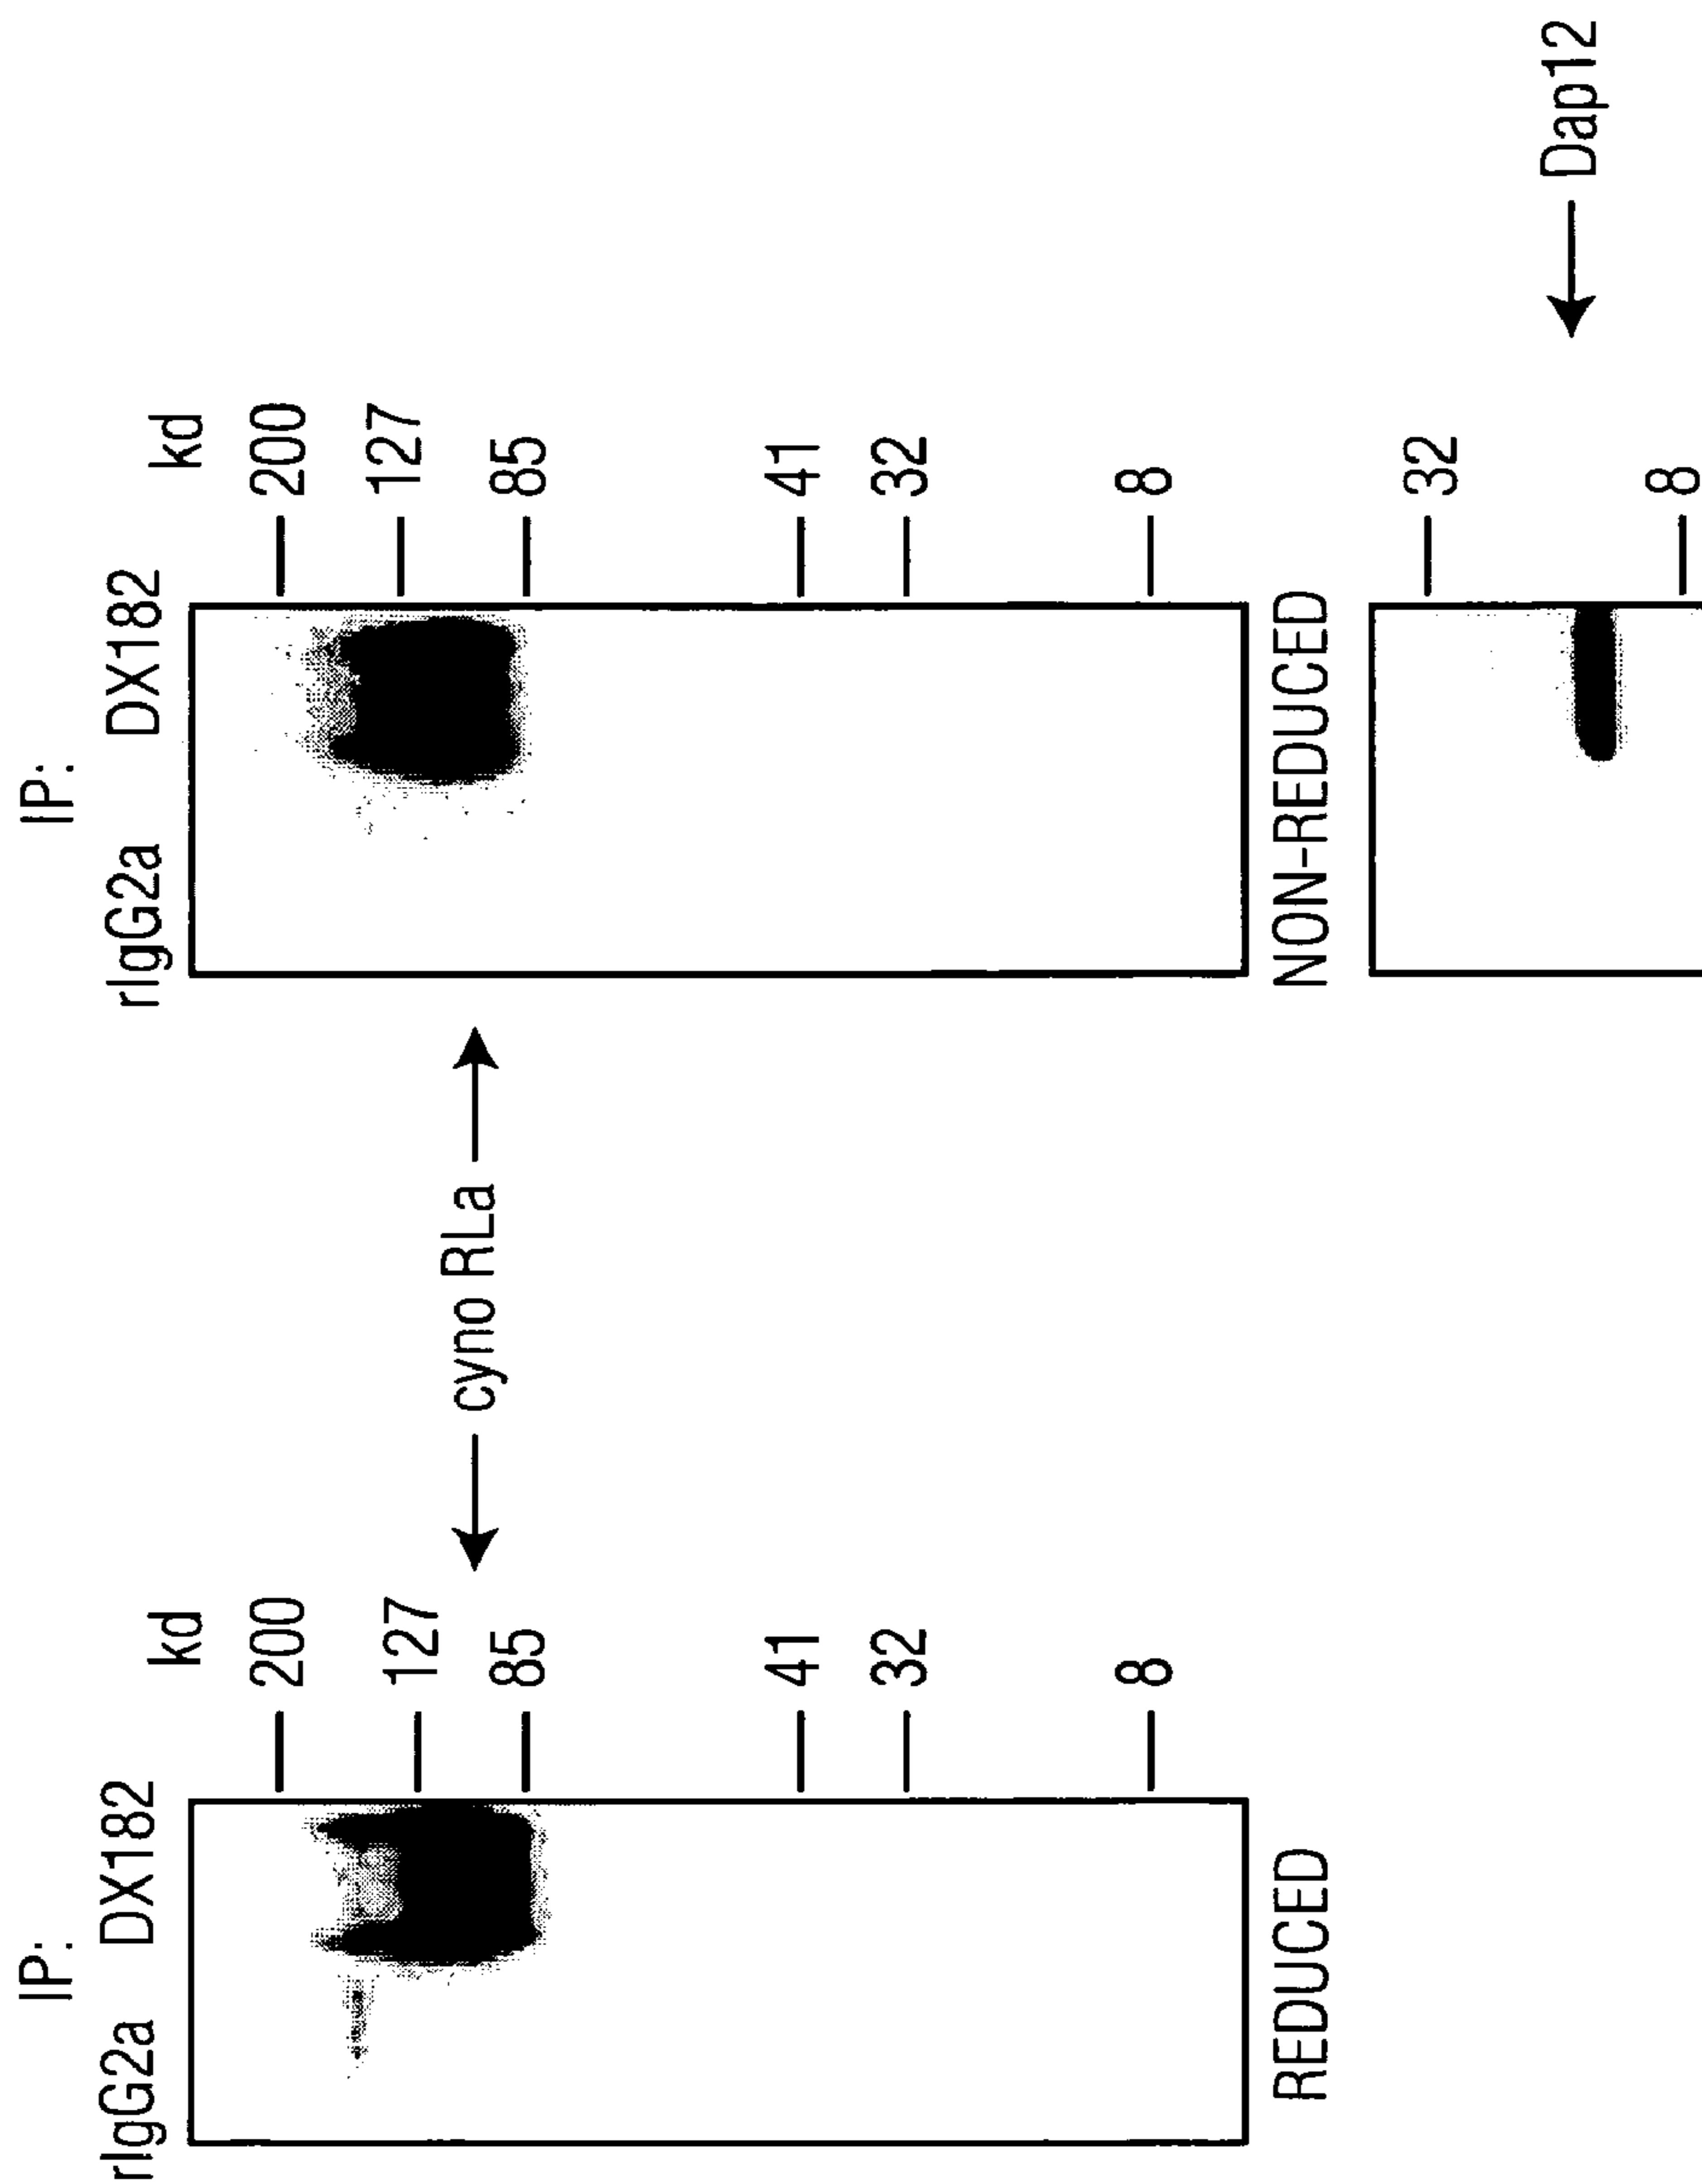 IP:
rIgG2a DX182
kd
200
127
85
41
32
8
REDUCED
cyno RLa
IP:
rIgG2a DX182
kd
200
127
85
41
32
8
NON-REDUCED
32
8
Dap12